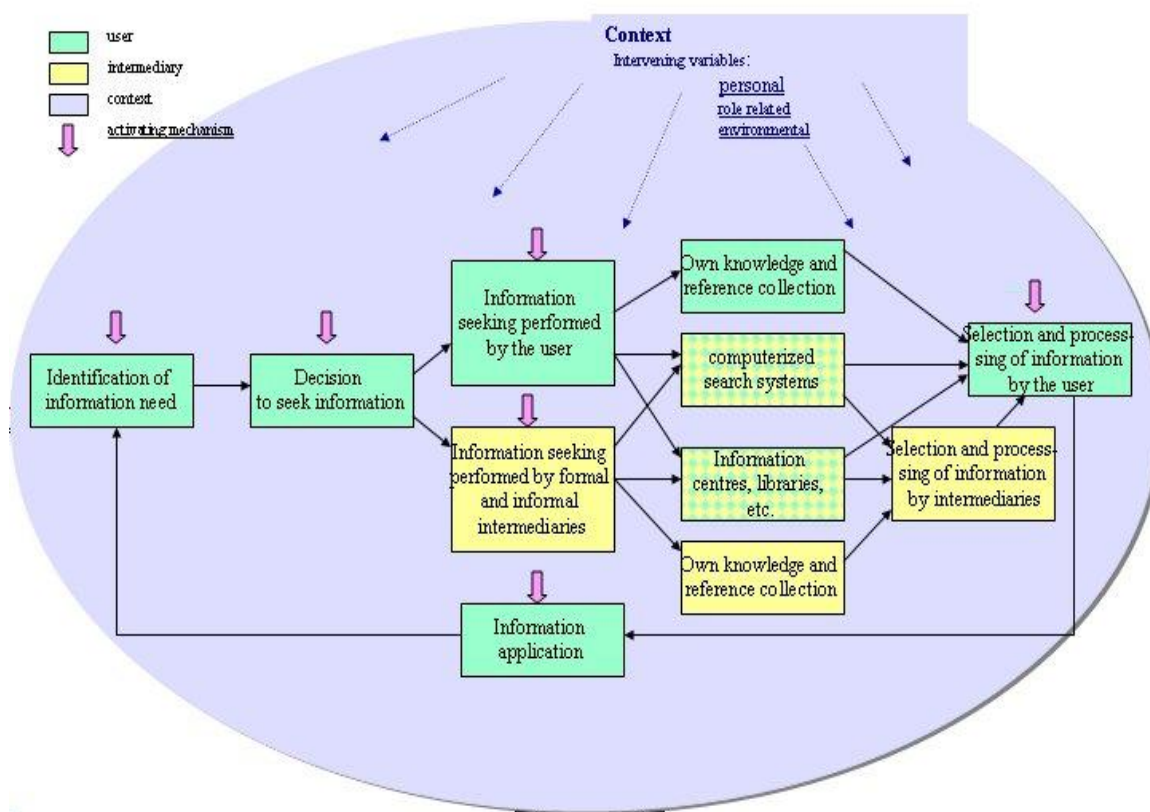 user
intermediary
context
activating mechanism
Context
Intervening variables:
personal
role related
environmental
Identification of
information need
Decision
to seek information
Information
seeking performed
by the user
Information seeking
performed by formal
and informal
intermediaries
Own knowledge and
reference collection
computerized
search systems
Information
centres, libraries,
etc.
Own knowledge and
reference collection
Selection and process-
sing of information
by the user
Selection and process-
sing of information
by intermediaries
Information
application